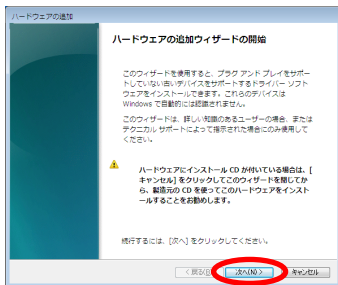 ハードウェアの追加
ハードウェアの追加ウィザードの開始
このウィザードを使用すると、プラグ アンド プレイをサポー
トしていない古いデバイスをサポートするドライバー ソフト
ウェアをインストールできます。これらのデバイスは
Windows で自動的には認識されません。
このウィザードは、詳しい知識のあるユーザーの場合、または
テクニカル サポートによって指示された場合にのみ使用して
ください。
ハードウェアにインストール CD が付いている場合は、[
キャンセル] をクリックしてこのウィザードを閉じてか
ら、製造元の CD を使ってこのハードウェアをインスト
ールすることをお勧めします。
続行するには、[次へ] をクリックしてください。
< 戻る(B) 次へ(N) > キャンセル